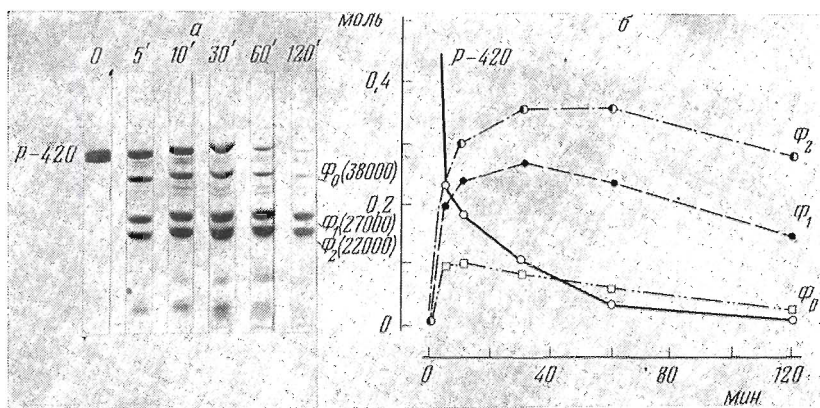 а
0 5' 10' 30' 60' 120'
P-420
Ф₀(38000)
Ф₁(27000)
Ф₂(22000)
моль
б
P-420
0,4
0,2
0
Ф₂
Ф₁
Ф₀
0 40 80 120
мин.